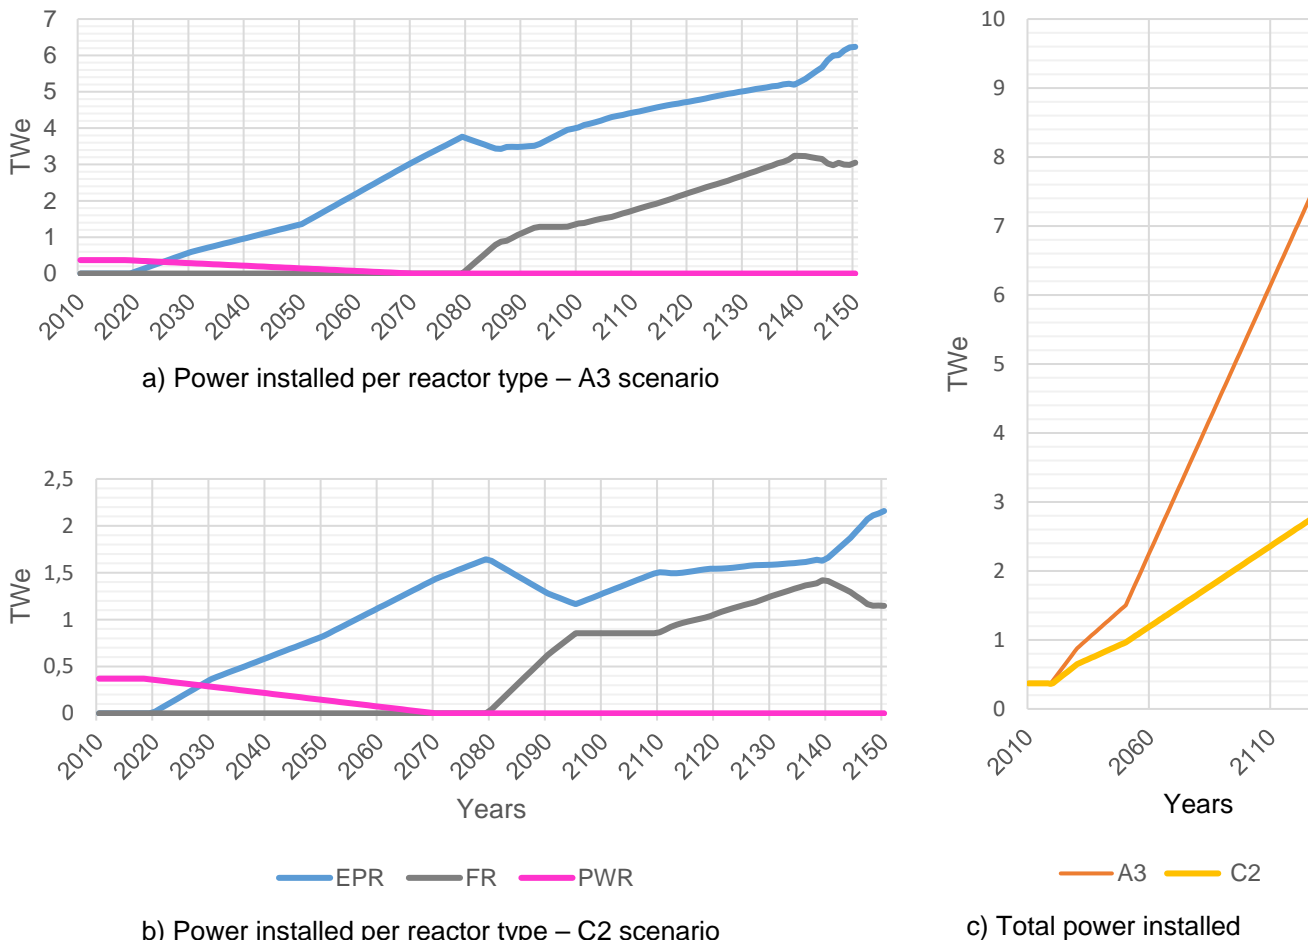 7
6
5
4
3
2
1
0
TWe
2010 2020 2030 2040 2050 2060 2070 2080 2090 2100 2110 2120 2130 2140 2150
a) Power installed per reactor type – A3 scenario
2,5
2
1,5
1
0,5
0
TWe
2010 2020 2030 2040 2050 2060 2070 2080 2090 2100 2110 2120 2130 2140 2150
Years
EPR FR PWR
b) Power installed per reactor type – C2 scenario
10
9
8
7
6
5
4
3
2
1
0
TWe
2010 2060 2110
Years
A3 C2
c) Total power installed